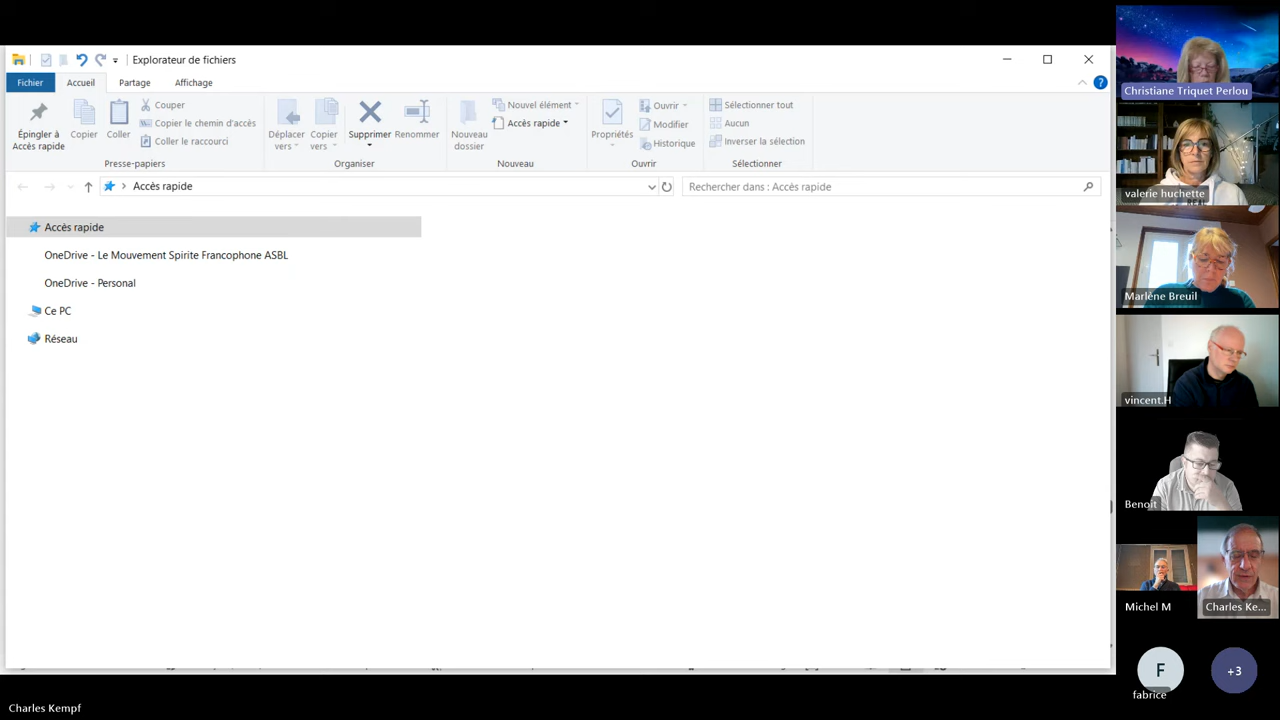 Explorateur de fichiers
Fichier
Accueil
Partage
Affichage
Épingler à
Accès rapide
Copier
Coller
Couper
Copier le chemin d'accès
Coller le raccourci
Presse-papiers
Déplacer
vers
Copier
vers
Supprimer
Renommer
Organiser
Nouveau
dossier
Nouvel élément
Accès rapide
Nouveau
Propriétés
Ouvrir
Modifier
Historique
Ouvrir
Sélectionner tout
Aucun
Inverser la sélection
Sélectionner
Accès rapide
Rechercher dans : Accès rapide
Accès rapide
OneDrive - Le Mouvement Spirite Francophone ASBL
OneDrive - Personal
Ce PC
Réseau
Christiane Triquet Perlou
valerie huchette
Marlène Breuil
vincent.H
Benoit
Michel M
Charles Ke...
F
fabrice
+3
Charles Kempf